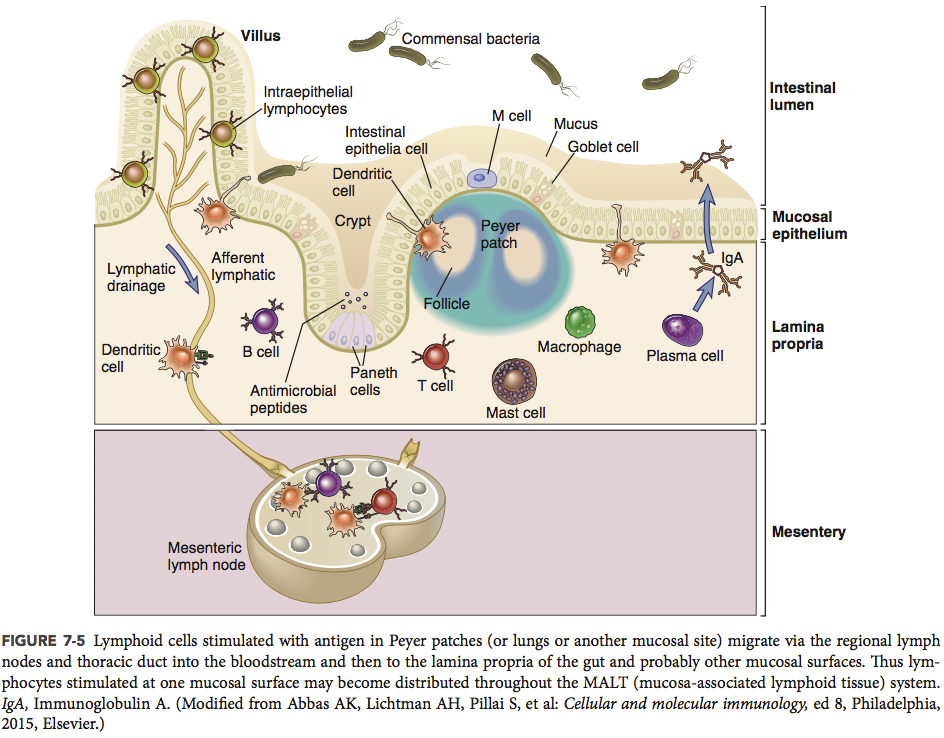 Villus
Commensal bacteria
Intestinal
lumen
Intraepithelial
lymphocytes
M cell
Mucus
Intestinal
epithelia cell
Goblet cell
Dendritic
cell
Crypt
Peyer
patch
Mucosal
epithelium
Lymphatic
drainage
Afferent
lymphatic
IgA
Follicle
Lamina
propria
Dendritic
cell
B cell
Macrophage
Plasma cell
Antimicrobial
peptides
Paneth
cells
T cell
Mast cell
Mesentery
Mesenteric
lymph node
FIGURE 7-5 Lymphoid cells stimulated with antigen in Peyer patches (or lungs or another mucosal site) migrate via the regional lymph
nodes and thoracic duct into the bloodstream and then to the lamina propria of the gut and probably other mucosal surfaces. Thus lym-
phocytes stimulated at one mucosal surface may become distributed throughout the MALT (mucosa-associated lymphoid tissue) system.
IgA, Immunoglobulin A. (Modified from Abbas AK, Lichtman AH, Pillai S, et al: Cellular and molecular immunology, ed 8, Philadelphia,
2015, Elsevier.)